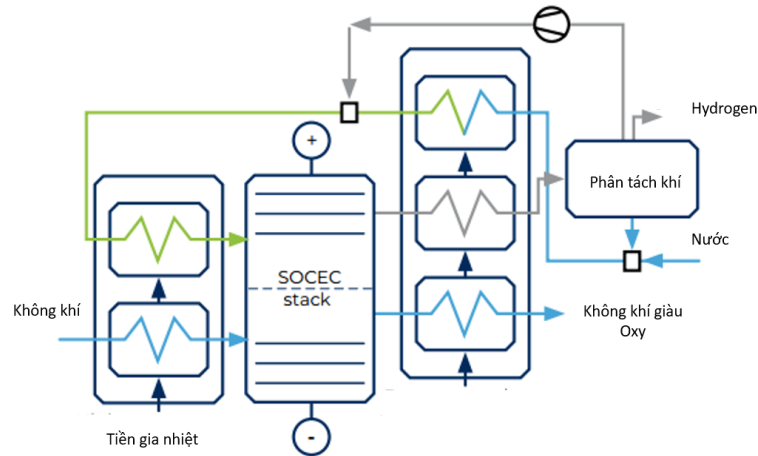 Hydrogen
+
Phân tách khí
Nước
SOCEC
stack
Không khí
Không khí giàu
Oxy
-
Tiền gia nhiệt